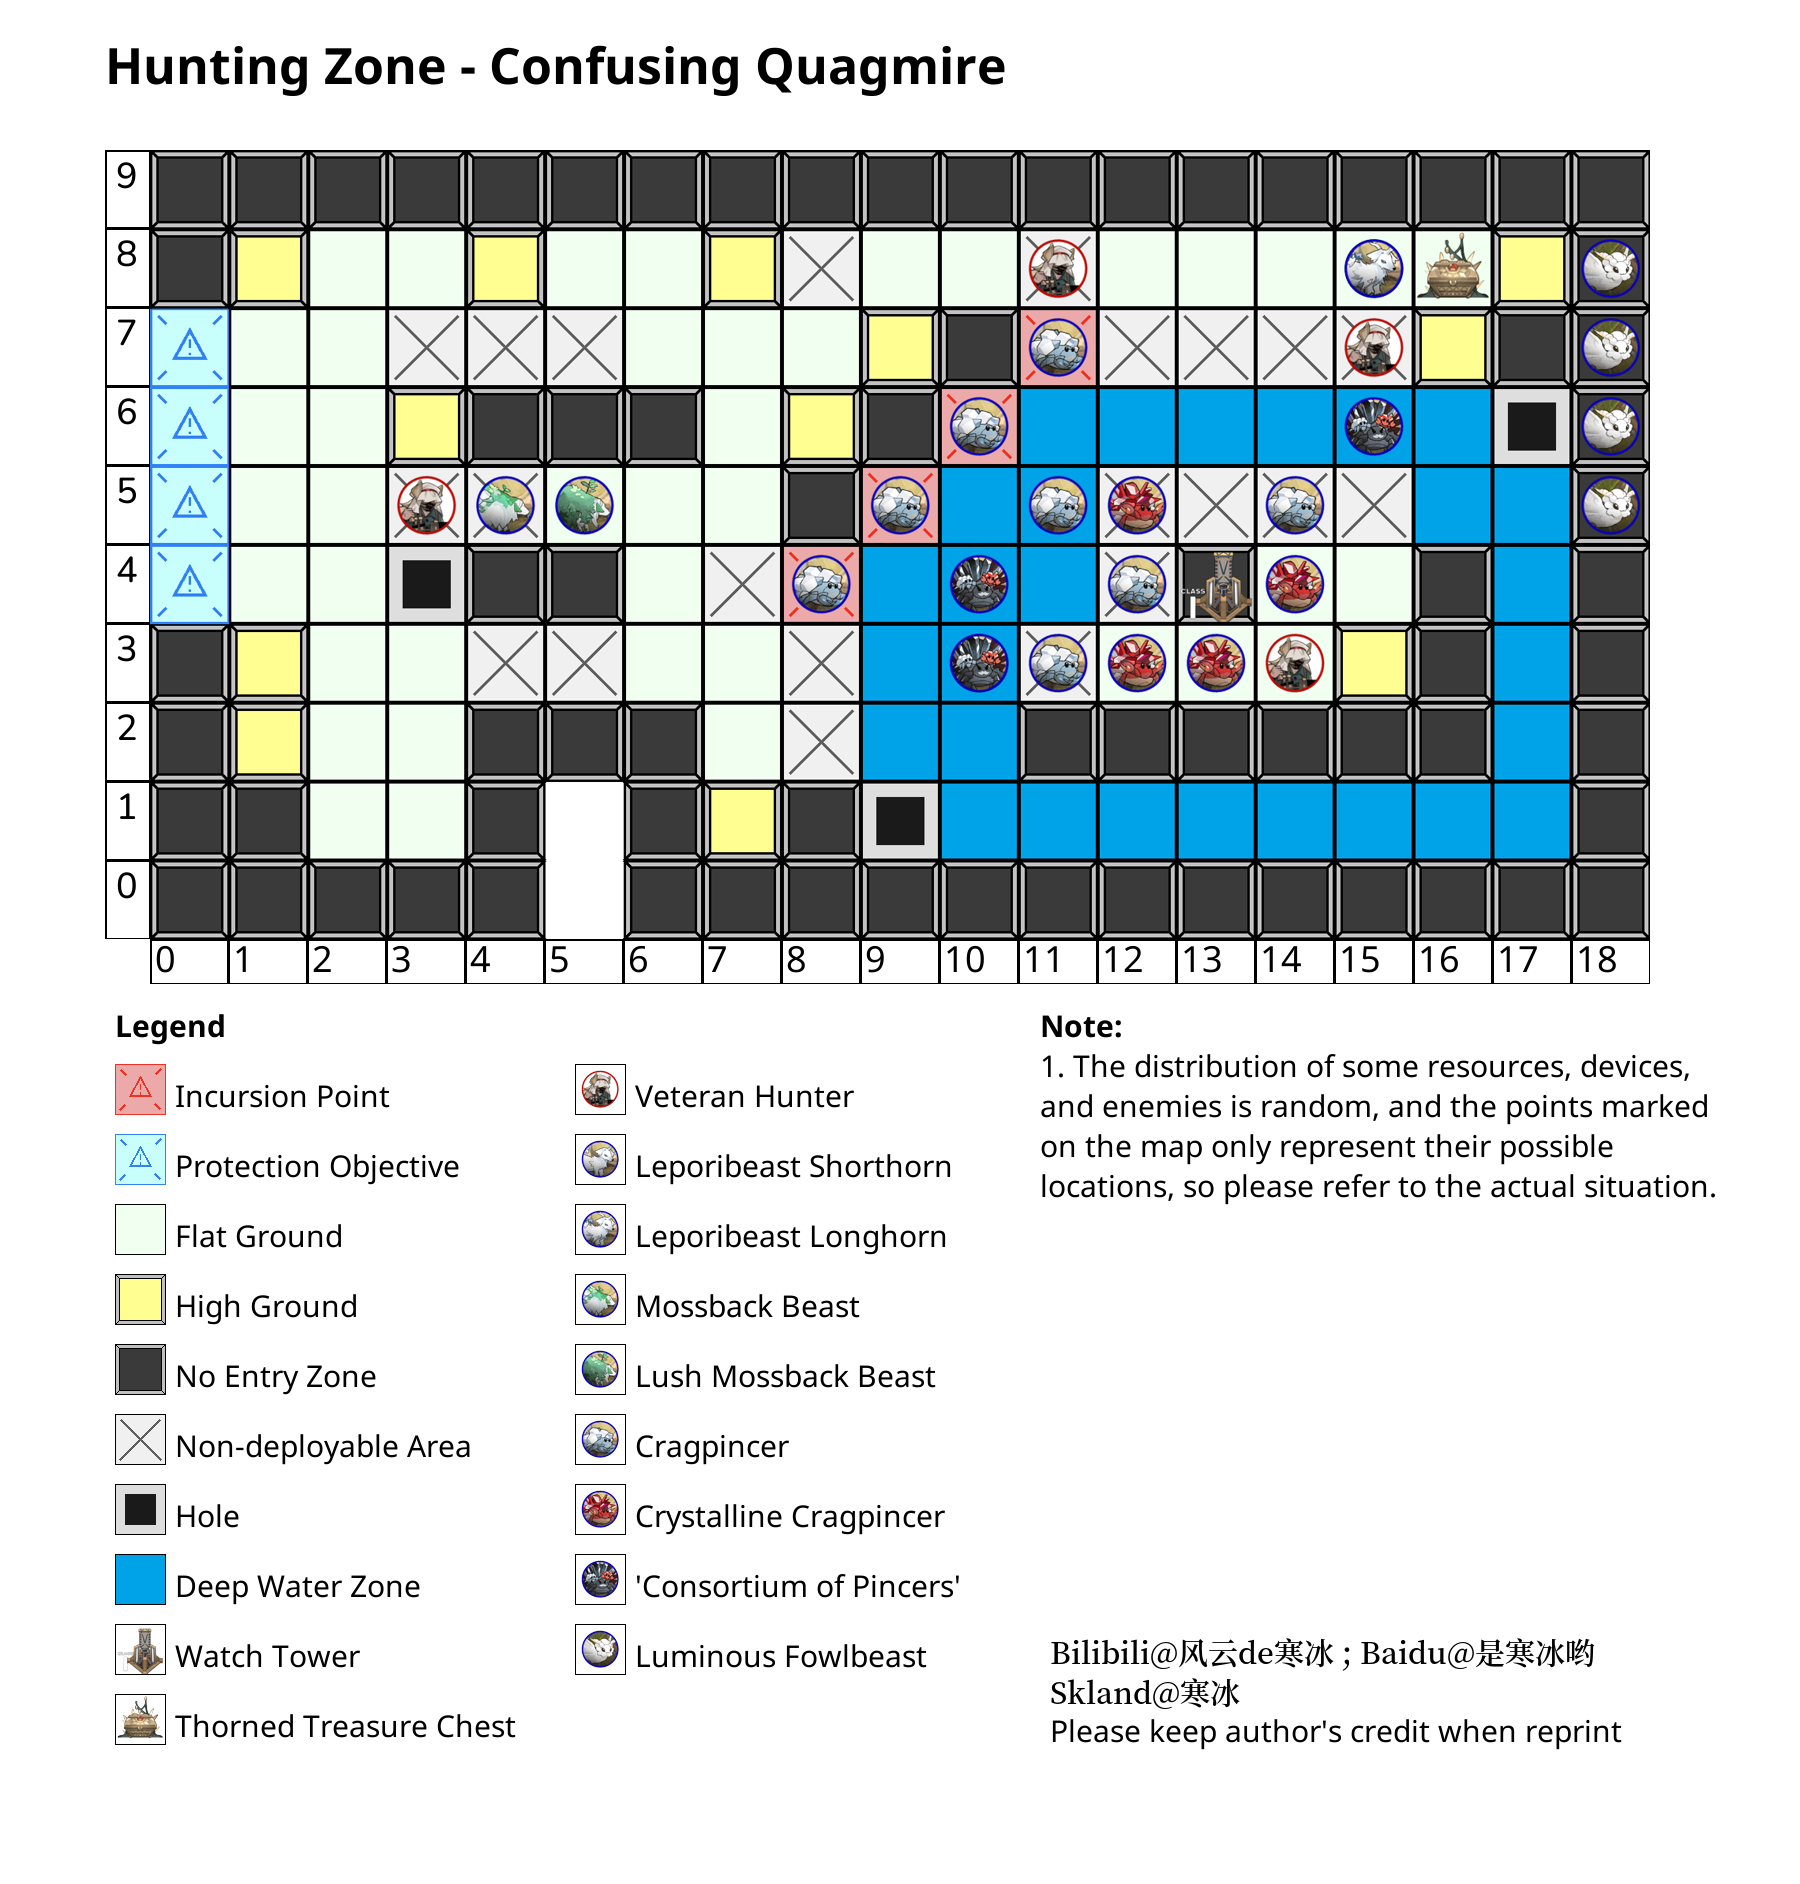 Hunting Zone - Confusing Quagmire
9
8
7
6
5
4
3
2
1
0
CLASS
0 1 2 3 4 5 6 7 8 9 10 11 12 13 14 15 16 17 18
Legend
Incursion Point
Protection Objective
Flat Ground
High Ground
No Entry Zone
Non-deployable Area
Hole
Deep Water Zone
Watch Tower
Thorned Treasure Chest
Veteran Hunter
Leporibeast Shorthorn
Leporibeast Longhorn
Mossback Beast
Lush Mossback Beast
Cragpincer
Crystalline Cragpincer
'Consortium of Pincers'
Luminous Fowlbeast
Note:
1. The distribution of some resources, devices,
and enemies is random, and the points marked
on the map only represent their possible
locations, so please refer to the actual situation.
Bilibili@风云de寒冰 ; Baidu@是寒冰哟
Skland@寒冰
Please keep author's credit when reprint